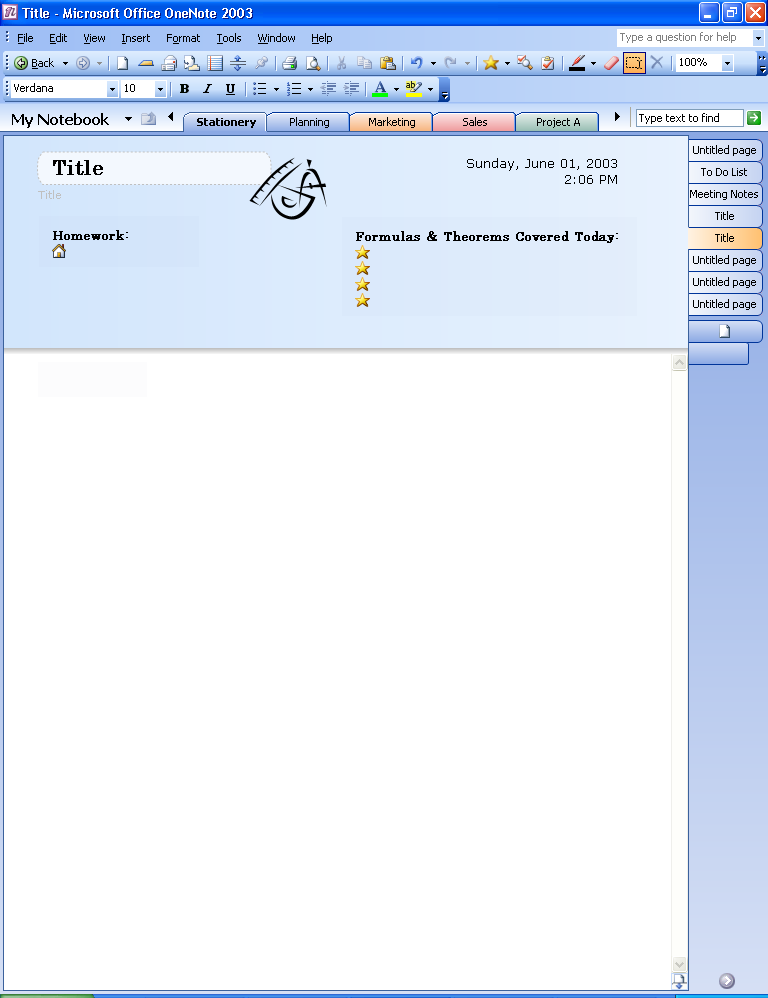 Title - Microsoft Office OneNote 2003
File Edit View Insert Format Tools Window Help
Type a question for help
Back
100%
Verdana 10 B I U A ab
My Notebook
Stationery Planning Marketing Sales Project A
Type text to find
Title
Title
Sunday, June 01, 2003
2:06 PM
Homework:
Formulas & Theorems Covered Today:
Untitled page
To Do List
Meeting Notes
Title
Title
Untitled page
Untitled page
Untitled page